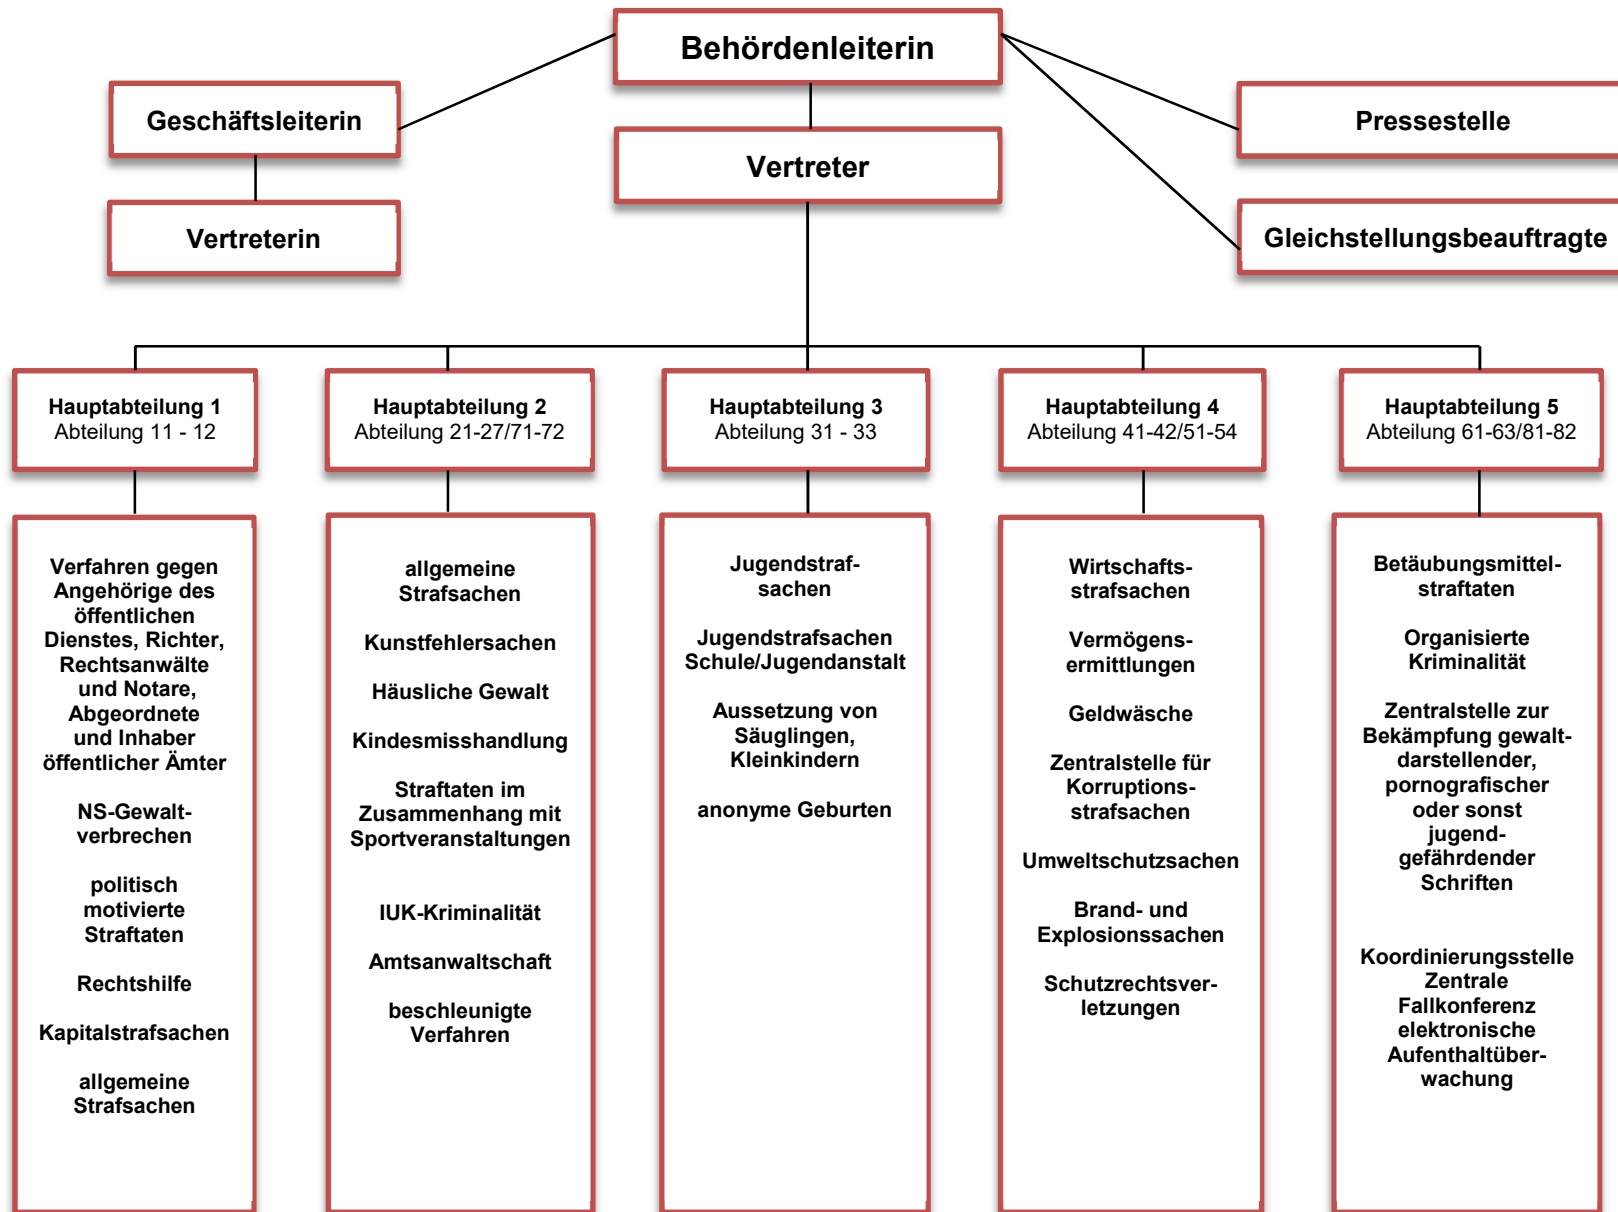 Behördenleiterin
Geschäftsleiterin
Pressestelle
Vertreter
Vertreterin
Gleichstellungsbeauftragte
Hauptabteilung 1
Abteilung 11 - 12
Hauptabteilung 2
Abteilung 21-27/71-72
Hauptabteilung 3
Abteilung 31 - 33
Hauptabteilung 4
Abteilung 41-42/51-54
Hauptabteilung 5
Abteilung 61-63/81-82
Verfahren gegen
Angehörige des
öffentlichen
Dienstes, Richter,
Rechtsanwälte
und Notare,
Abgeordnete
und Inhaber
öffentlicher Ämter
NS-Gewalt-
verbrechen
politisch
motivierte
Straftaten
Rechtshilfe
Kapitalstrafsachen
allgemeine
Strafsachen
allgemeine
Strafsachen
Kunstfehlersachen
Häusliche Gewalt
Kindesmisshandlung
Straftaten im
Zusammenhang mit
Sportveranstaltungen
IUK-Kriminalität
Amtsanwaltschaft
beschleunigte
Verfahren
Jugendstraf-
sachen
Jugendstrafsachen
Schule/Jugendanstalt
Aussetzung von
Säuglingen,
Kleinkindern
anonyme Geburten
Wirtschafts-
strafsachen
Vermögens-
ermittlungen
Geldwäsche
Zentralstelle für
Korruptions-
strafsachen
Umweltschutzsachen
Brand- und
Explosionssachen
Schutzrechtsver-
letzungen
Betäubungsmittel-
straftaten
Organisierte
Kriminalität
Zentralstelle zur
Bekämpfung gewalt-
darstellender,
pornografischer
oder sonst
jugend-
gefährdender
Schriften
Koordinierungsstelle
Zentrale
Fallkonferenz
elektronische
Aufenthaltüber-
wachung